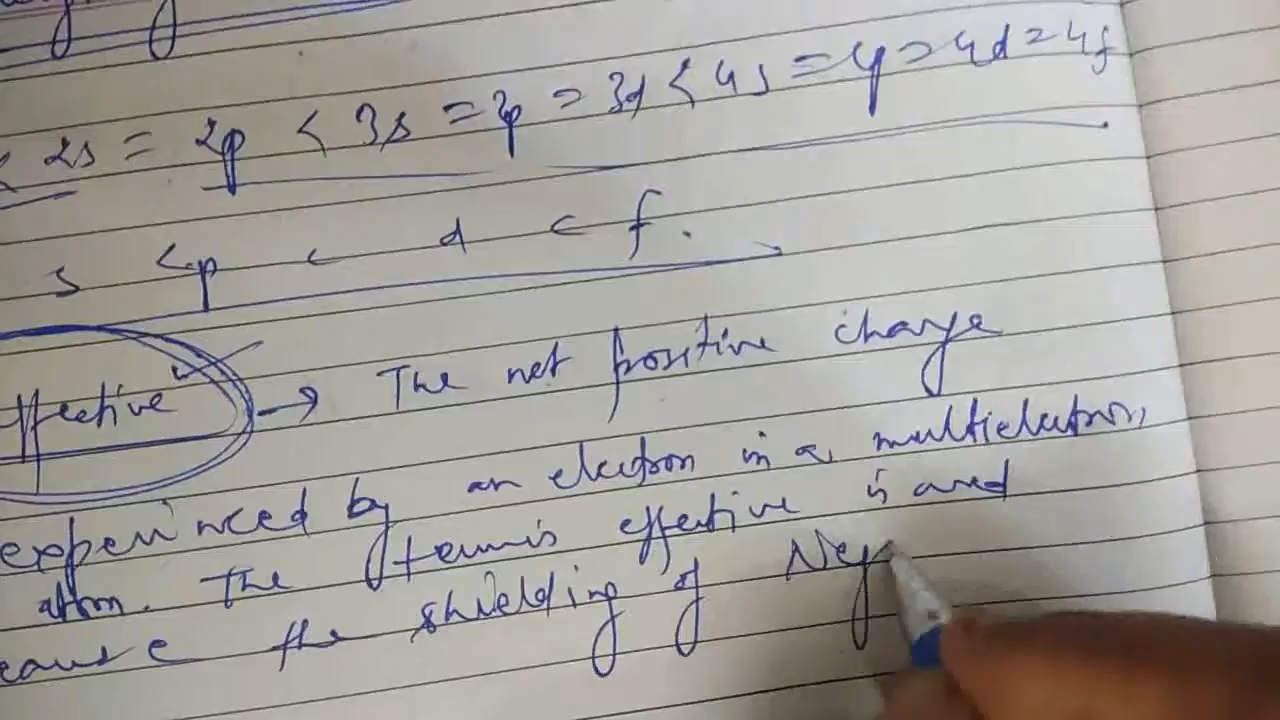 < 2s = 2p < 3s = 3p = 3d < 4s = 4p = 4d = 4f
s < p < d < f.
ffective → The net positive charge
experienced by an electron in a multielectron,
atom. The term is effective is used
cause the shielding of Neg